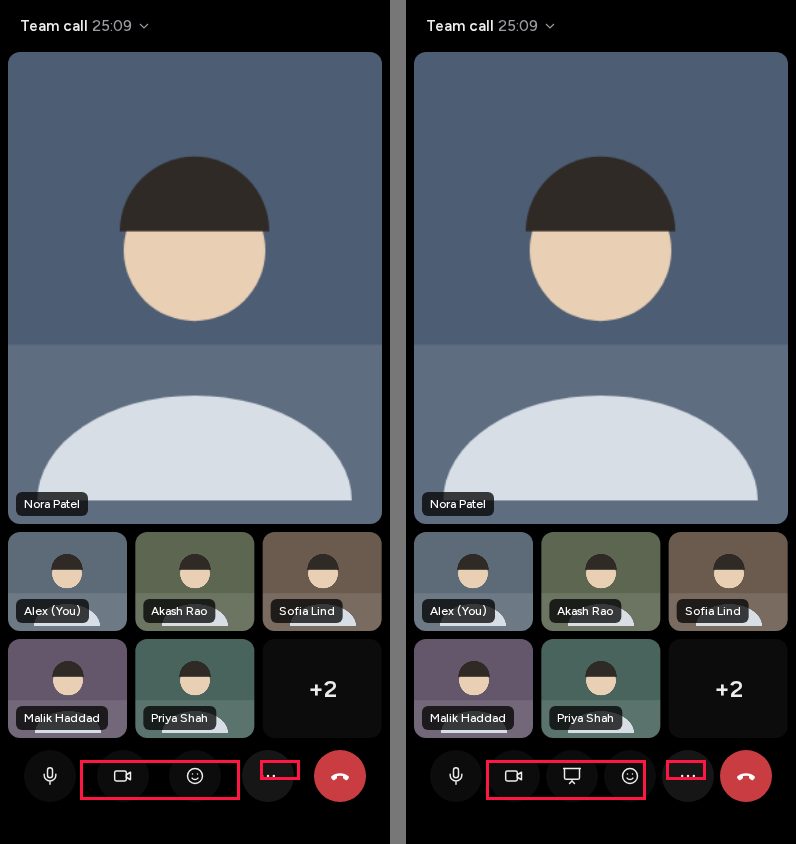 Team call 25:09
Nora Patel
Alex (You)
Akash Rao
Sofia Lind
Malik Haddad
Priya Shah
+2
Team call 25:09
Nora Patel
Alex (You)
Akash Rao
Sofia Lind
Malik Haddad
Priya Shah
+2